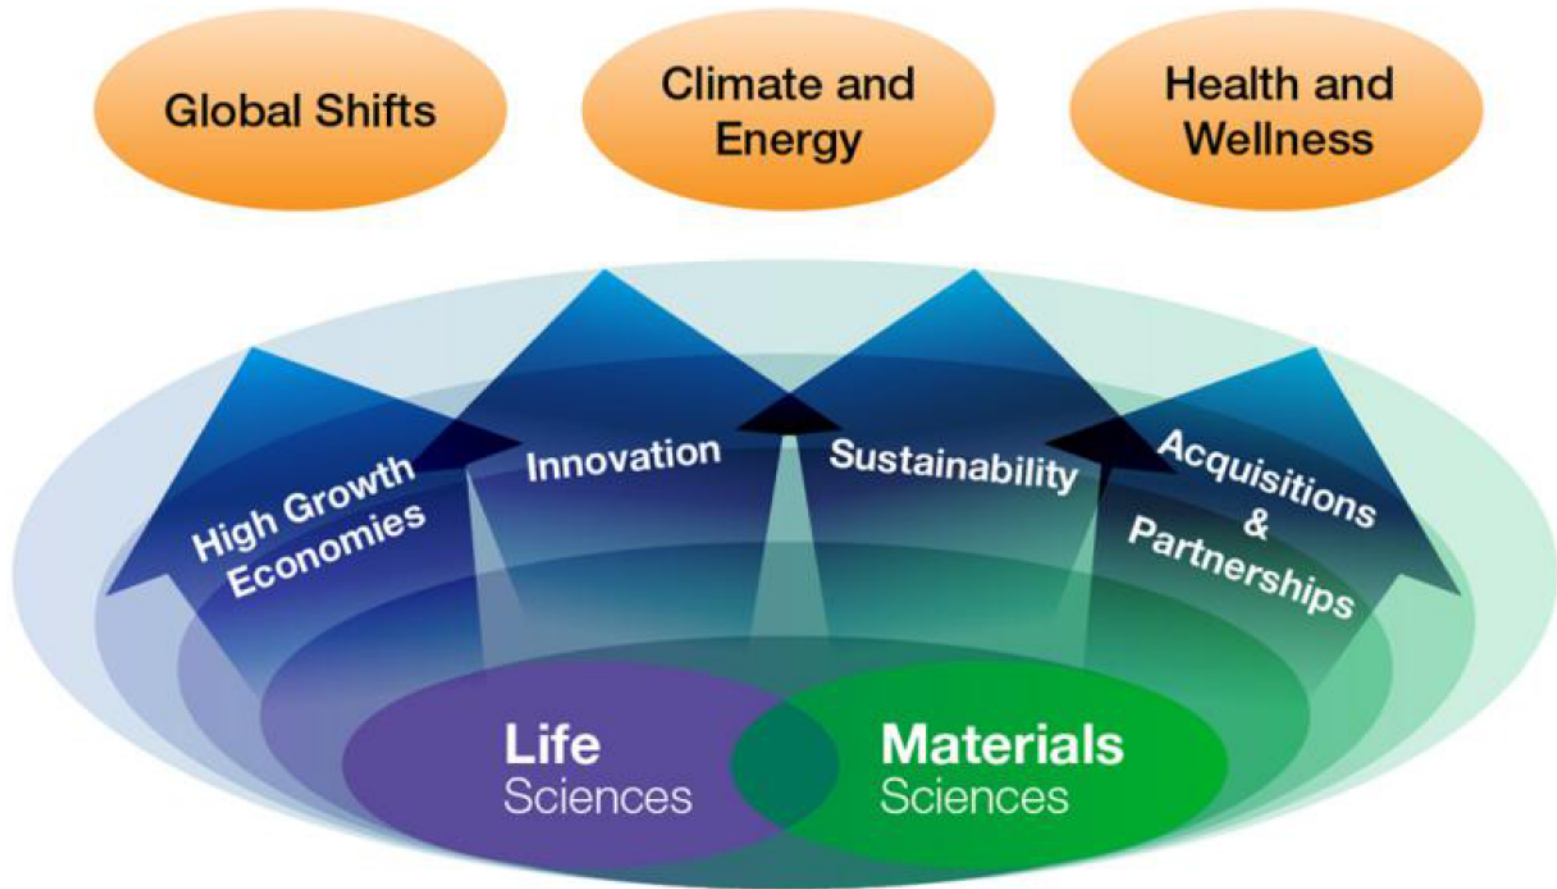 Global Shifts
Climate and
Energy
Health and
Wellness
High Growth
Economies
Innovation
Sustainability
Acquisitions
&
Partnerships
Life
Sciences
Materials
Sciences